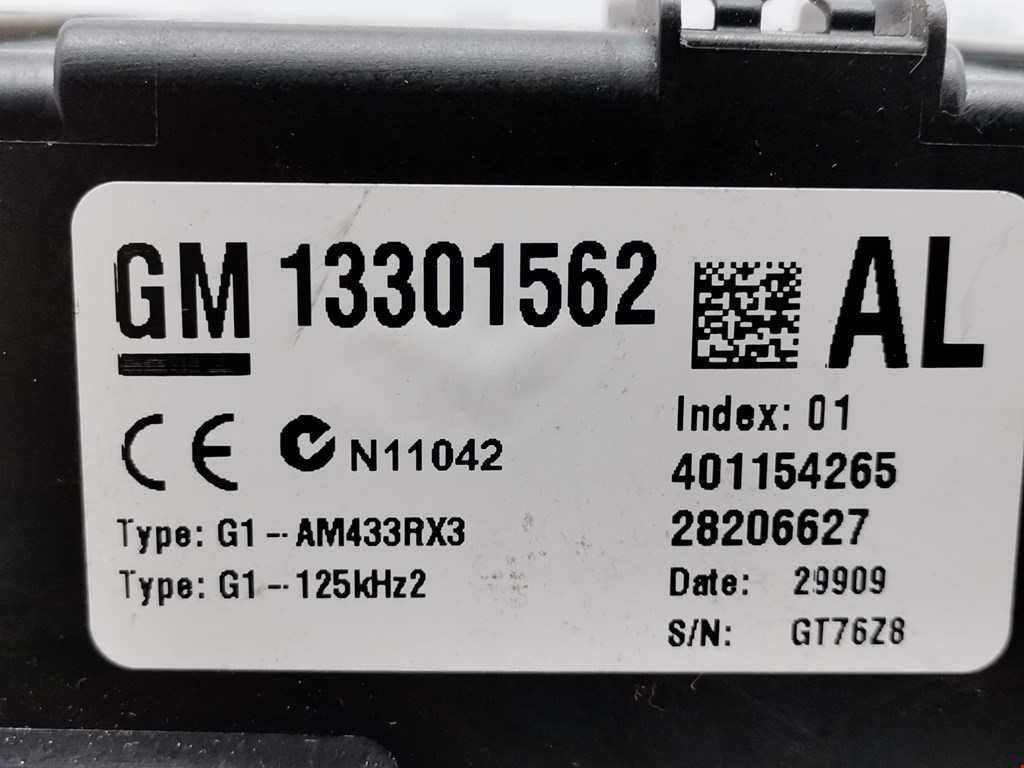 GM 13301562 AL
CE N11042
Index: 01
401154265
28206627
Type: G1-AM433RX3
Type: G1-125kHz2
Date: 29909
S/N: GT76Z8